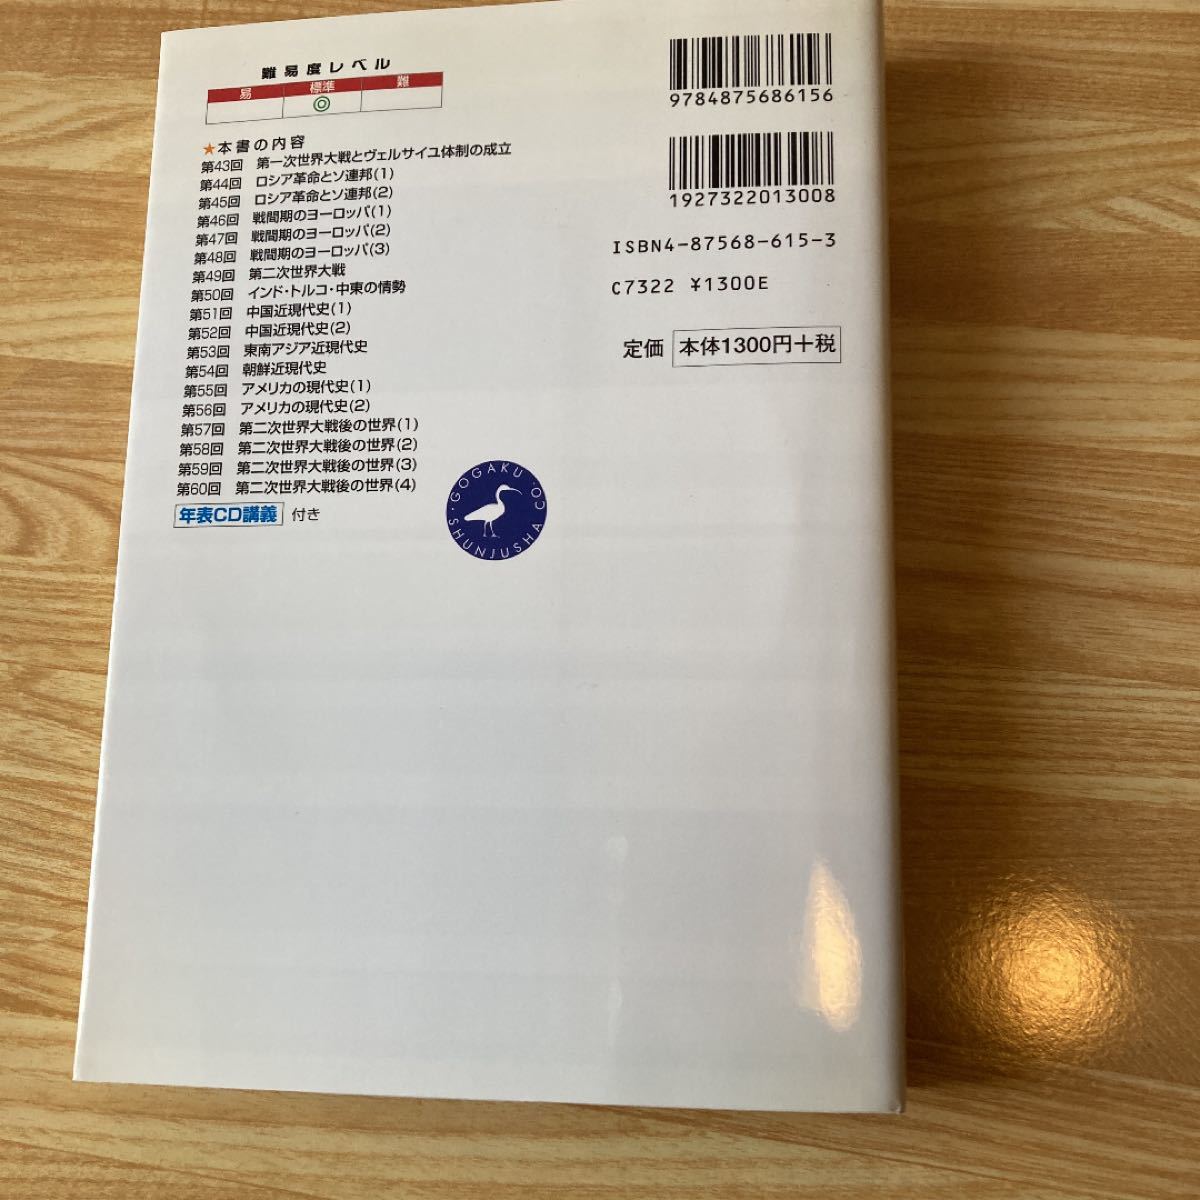 難易度レベル
易 標準 難
◎
★本書の内容
第43回 第一次世界大戦とヴェルサイユ体制の成立
第44回 ロシア革命とソ連邦(1)
第45回 ロシア革命とソ連邦(2)
第46回 戦間期のヨーロッパ(1)
第47回 戦間期のヨーロッパ(2)
第48回 戦間期のヨーロッパ(3)
第49回 第二次世界大戦
第50回 インド・トルコ・中東の情勢
第51回 中国近現代史(1)
第52回 中国近現代史(2)
第53回 東南アジア近現代史
第54回 朝鮮近現代史
第55回 アメリカの現代史(1)
第56回 アメリカの現代史(2)
第57回 第二次世界大戦後の世界(1)
第58回 第二次世界大戦後の世界(2)
第59回 第二次世界大戦後の世界(3)
第60回 第二次世界大戦後の世界(4)
年表CD講義 付き
GOGAKU・SHUNJUSHA CO.
9784875686156
1927322013008
ISBN4-87568-615-3
C7322 ¥1300E
定価 本体1300円+税